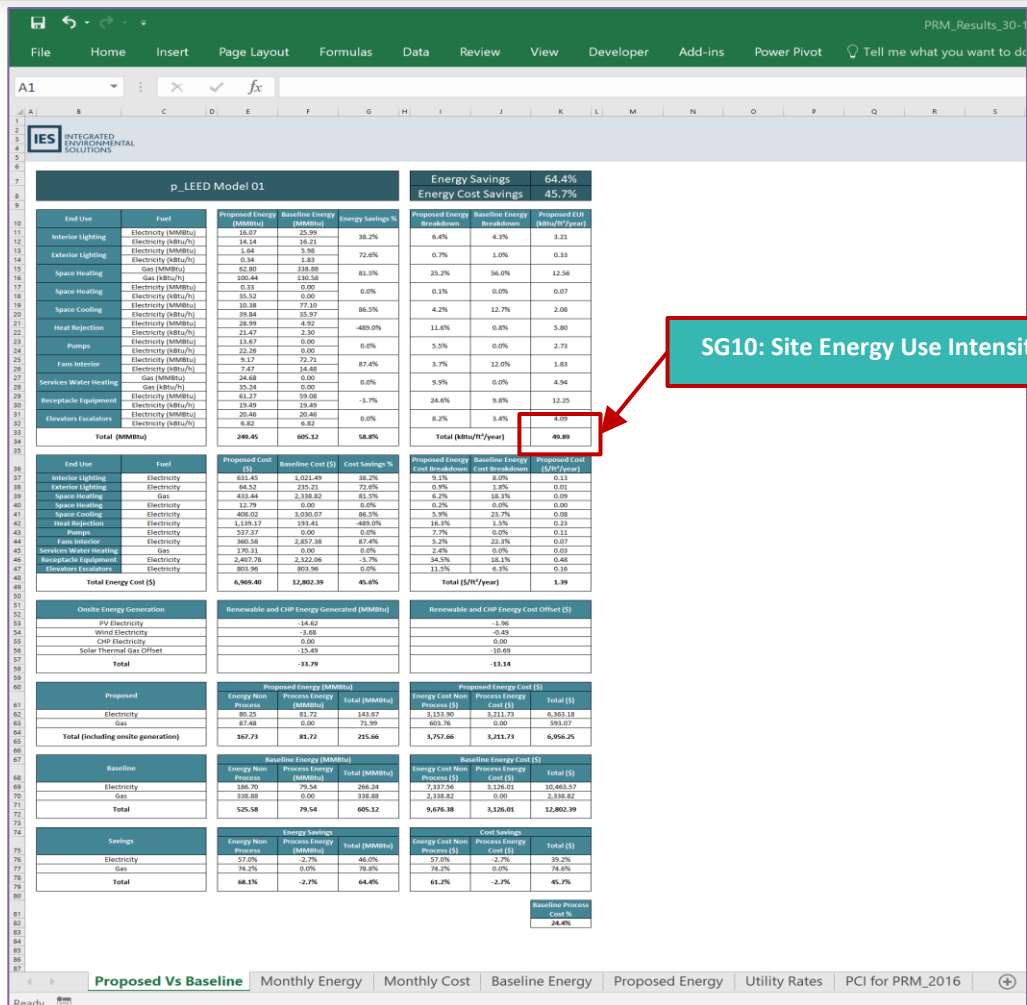 PRM_Results_30-1
File Home Insert Page Layout Formulas Data Review View Developer Add-ins Power Pivot Tell me what you want to do
A1 fx
A B C D E F G H I J K L M N O P Q R S
IES INTEGRATED ENVIRONMENTAL SOLUTIONS
p_LEED Model 01
Energy Savings 64.4%
Energy Cost Savings 45.7%
End Use Fuel Proposed Energy (MMBtu) Baseline Energy (MMBtu) Energy Savings % Proposed Energy Breakdown Baseline Energy Breakdown Proposed EUI (kBtu/ft²/year)
Interior Lighting Electricity (MMBtu) 16.07 25.99 38.2% 6.4% 4.3% 3.21
Electricity (kBtu/h) 14.14 16.21
Exterior Lighting Electricity (MMBtu) 1.64 5.98 72.6% 0.7% 1.0% 0.33
Electricity (kBtu/h) 0.34 1.83
Space Heating Gas (MMBtu) 62.80 338.88 81.5% 25.2% 56.0% 12.56
Gas (kBtu/h) 100.44 130.58
Space Heating Electricity (MMBtu) 0.33 0.00 0.0% 0.1% 0.0% 0.07
Electricity (kBtu/h) 35.52 0.00
Space Cooling Electricity (MMBtu) 10.38 77.10 86.5% 4.2% 12.7% 2.08
Electricity (kBtu/h) 39.84 35.97
Heat Rejection Electricity (MMBtu) 28.99 4.92 -489.0% 11.6% 0.8% 5.80
Electricity (kBtu/h) 21.47 2.30
Pumps Electricity (MMBtu) 13.67 0.00 0.0% 5.5% 0.0% 2.73
Electricity (kBtu/h) 22.26 0.00
Fans Interior Electricity (MMBtu) 9.17 72.71 87.4% 3.7% 12.0% 1.83
Electricity (kBtu/h) 7.47 14.48
Services Water Heating Gas (MMBtu) 24.68 0.00 0.0% 9.9% 0.0% 4.94
Gas (kBtu/h) 35.24 0.00
Receptacle Equipment Electricity (MMBtu) 61.27 59.08 -3.7% 24.6% 9.8% 12.25
Electricity (kBtu/h) 19.49 19.49
Elevators Escalators Electricity (MMBtu) 20.46 20.46 0.0% 8.2% 3.4% 4.09
Electricity (kBtu/h) 6.82 6.82
Total (MMBtu) 249.45 605.12 58.8% Total (kBtu/ft²/year) 49.89
SG10: Site Energy Use Intensit
End Use Fuel Proposed Cost ($) Baseline Cost ($) Cost Savings % Proposed Energy Cost Breakdown Baseline Energy Cost Breakdown Proposed Cost ($/ft²/year)
Interior Lighting Electricity 631.45 1,021.49 38.2% 9.1% 8.0% 0.13
Exterior Lighting Electricity 64.52 235.21 72.6% 0.9% 1.8% 0.01
Space Heating Gas 433.44 2,338.82 81.5% 6.2% 18.3% 0.09
Space Heating Electricity 12.79 0.00 0.0% 0.2% 0.0% 0.00
Space Cooling Electricity 408.02 3,030.07 86.5% 5.9% 23.7% 0.08
Heat Rejection Electricity 1,139.17 193.41 -489.0% 16.3% 1.5% 0.23
Pumps Electricity 537.37 0.00 0.0% 7.7% 0.0% 0.11
Fans Interior Electricity 360.58 2,857.38 87.4% 5.2% 22.3% 0.07
Services Water Heating Gas 170.31 0.00 0.0% 2.4% 0.0% 0.03
Receptacle Equipment Electricity 2,407.78 2,322.06 -3.7% 34.5% 18.1% 0.48
Elevators Escalators Electricity 803.96 803.96 0.0% 11.5% 6.3% 0.16
Total Energy Cost ($) 6,969.40 12,802.39 45.6% Total ($/ft²/year) 1.39
Onsite Energy Generation Renewable and CHP Energy Generated (MMBtu) Renewable and CHP Energy Cost Offset ($)
PV Electricity -14.62 -1.96
Wind Electricity -3.68 -0.49
CHP Electricity 0.00 0.00
Solar Thermal Gas Offset -15.49 -10.69
Total -33.79 -13.14
Proposed Proposed Energy (MMBtu) Proposed Energy Cost ($)
Energy Non Process Process Energy (MMBtu) Total (MMBtu) Energy Cost Non Process ($) Process Energy Cost ($) Total ($)
Electricity 80.25 81.72 143.67 3,153.90 3,211.73 6,363.18
Gas 87.48 0.00 71.99 603.76 0.00 593.07
Total (including onsite generation) 167.73 81.72 215.66 3,757.66 3,211.73 6,956.25
Baseline Baseline Energy (MMBtu) Baseline Energy Cost ($)
Energy Non Process Process Energy (MMBtu) Total (MMBtu) Energy Cost Non Process ($) Process Energy Cost ($) Total ($)
Electricity 186.70 79.54 266.24 7,337.56 3,126.01 10,463.57
Gas 338.88 0.00 338.88 2,338.82 0.00 2,338.82
Total 525.58 79.54 605.12 9,676.38 3,126.01 12,802.39
Savings Energy Savings Cost Savings
Energy Non Process Process Energy (MMBtu) Total (MMBtu) Energy Cost Non Process ($) Process Energy Cost ($) Total ($)
Electricity 57.0% -2.7% 46.0% 57.0% -2.7% 39.2%
Gas 74.2% 0.0% 78.8% 74.2% 0.0% 74.6%
Total 68.1% -2.7% 64.4% 61.2% -2.7% 45.7%
Baseline Process Cost %
24.4%
Proposed Vs Baseline Monthly Energy Monthly Cost Baseline Energy Proposed Energy Utility Rates PCI for PRM_2016
Ready